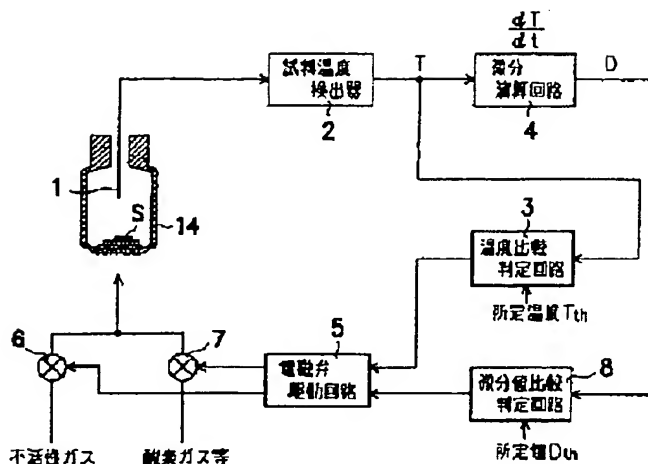 dT
dt
試料温度
検出器
2
T
微分
演算回路
4
D
1
S
14
3
温度比較
判定回路
所定温度Tth
6
7
5
電磁弁
駆動回路
8
微分値比較
判定回路
所定値Dth
不活性ガス
酸素ガス等